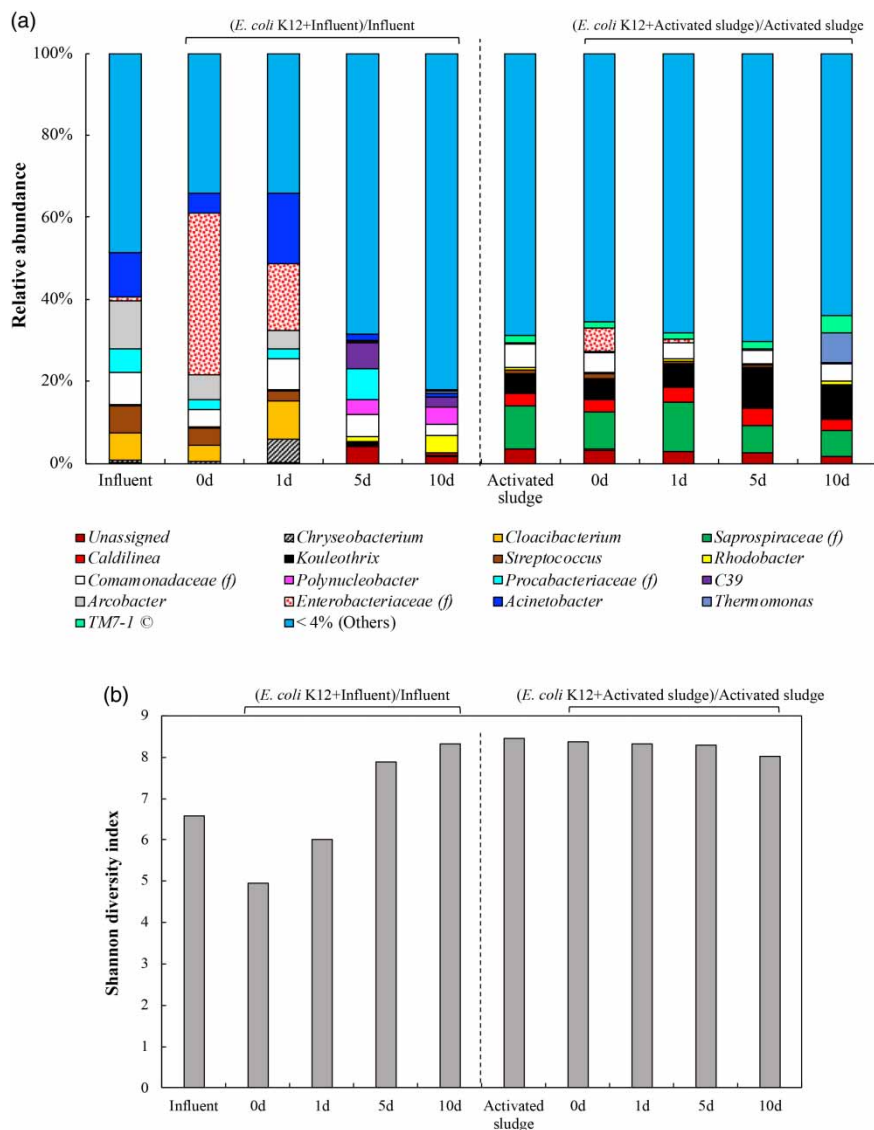 (a)
(E. coli K12+Influent)/Influent
(E. coli K12+Activated sludge)/Activated sludge
100%
80%
60%
40%
20%
0%
Relative abundance
Influent 0d 1d 5d 10d Activated sludge 0d 1d 5d 10d
Unassigned Chryseobacterium Cloacibacterium Saprospiraceae (f)
Caldilinea Kouleothrix Streptococcus Rhodobacter
Comamonadaceae (f) Polynucleobacter Procabacteriaceae (f) C39
Arcobacter Enterobacteriaceae (f) Acinetobacter Thermomonas
TM7-1 © < 4% (Others)
(b)
(E. coli K12+Influent)/Influent
(E. coli K12+Activated sludge)/Activated sludge
9
8
7
6
5
4
3
2
1
0
Shannon diversity index
Influent 0d 1d 5d 10d Activated sludge 0d 1d 5d 10d